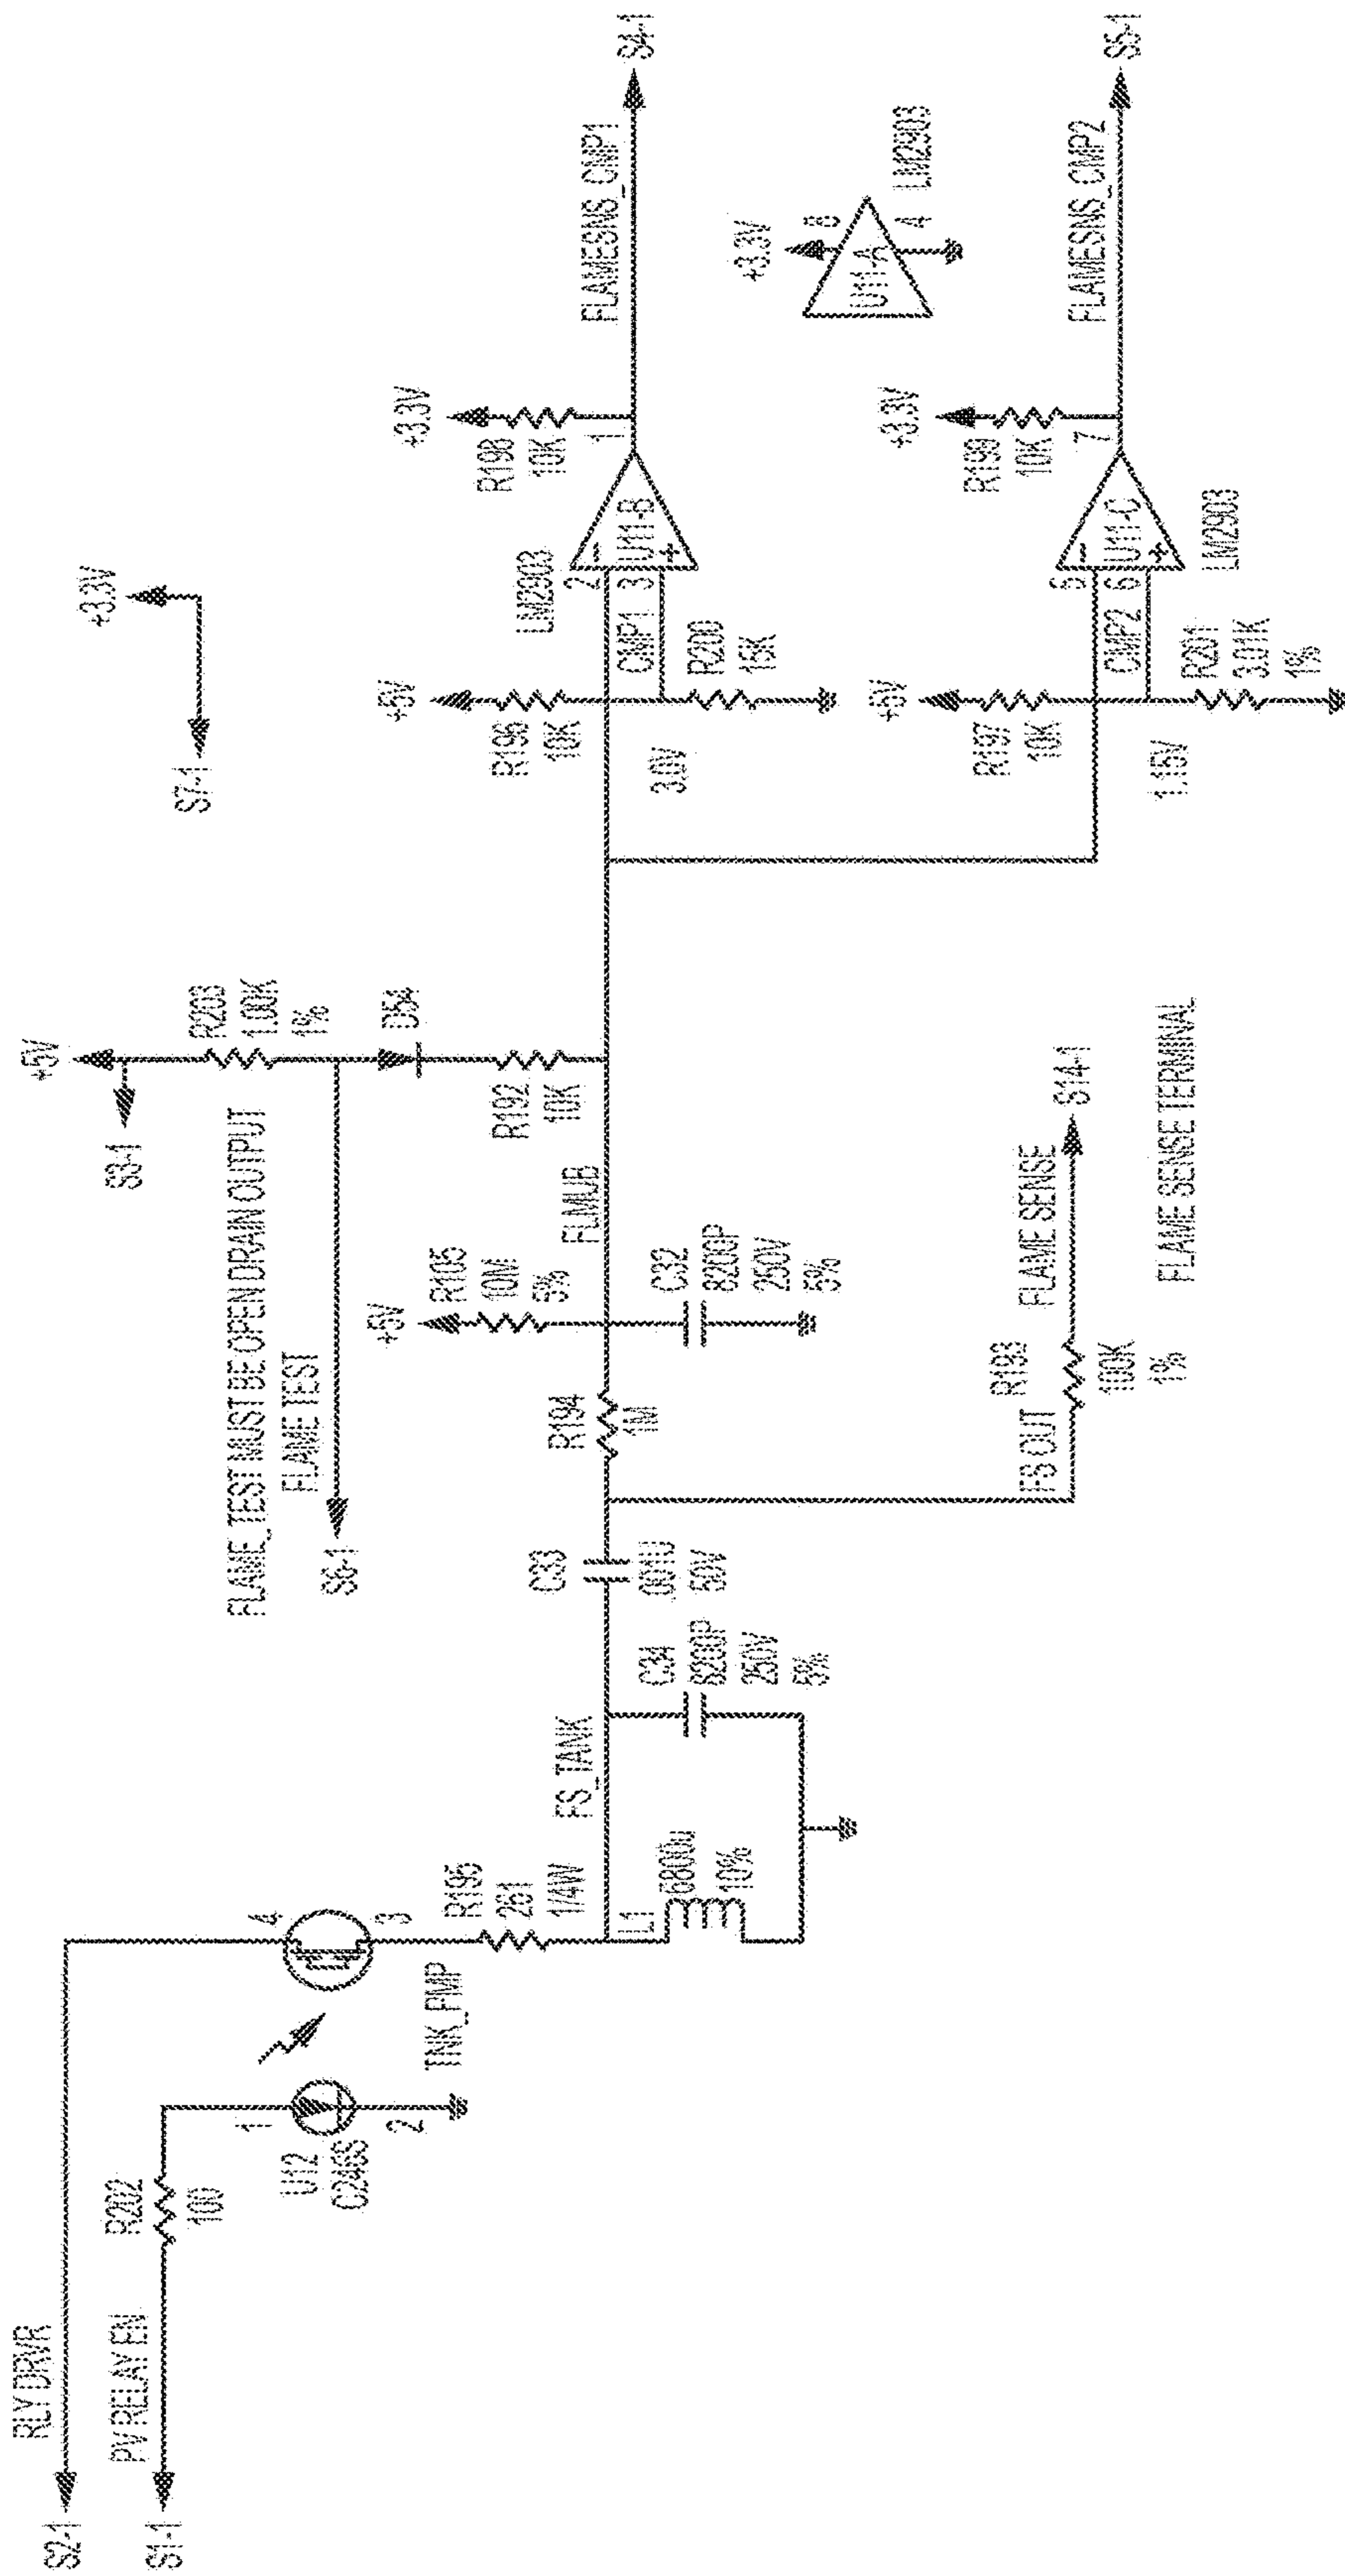 S2-1
RLY DRVR
S1-1
PV RELAY EN
R202
100
1
U12
C246S
2
4
3
TNK_PMP
R195
261
1/4W
FS_TANK
L1
6800u
10%
C34
8200P
250V
5%
C33
.001U
50V
FLAME_TEST MUST BE OPEN DRAIN OUTPUT
FLAME TEST
S6-1
S3-1
+5V
R203
1.00K
1%
D54
R192
10K
R194
1M
+5V
R105
10M
5%
FLMUB
C32
8200P
250V
5%
FS OUT
R193
100K
1%
FLAME SENSE
S14-1
FLAME SENSE TERMINAL
S7-1
+3.3V
+5V
R196
10K
3.0V
LM2903
2
CMP1
3
R200
15K
U11-B
+3.3V
R198
10K
1
FLAMESNS_CMP1
S4-1
+5V
R197
10K
1.15V
5
CMP2
6
R201
3.01K
1%
U11-C
LM2903
+3.3V
R199
10K
7
FLAMESNS_CMP2
S5-1
+3.3V
8
U11-A
4
LM2903